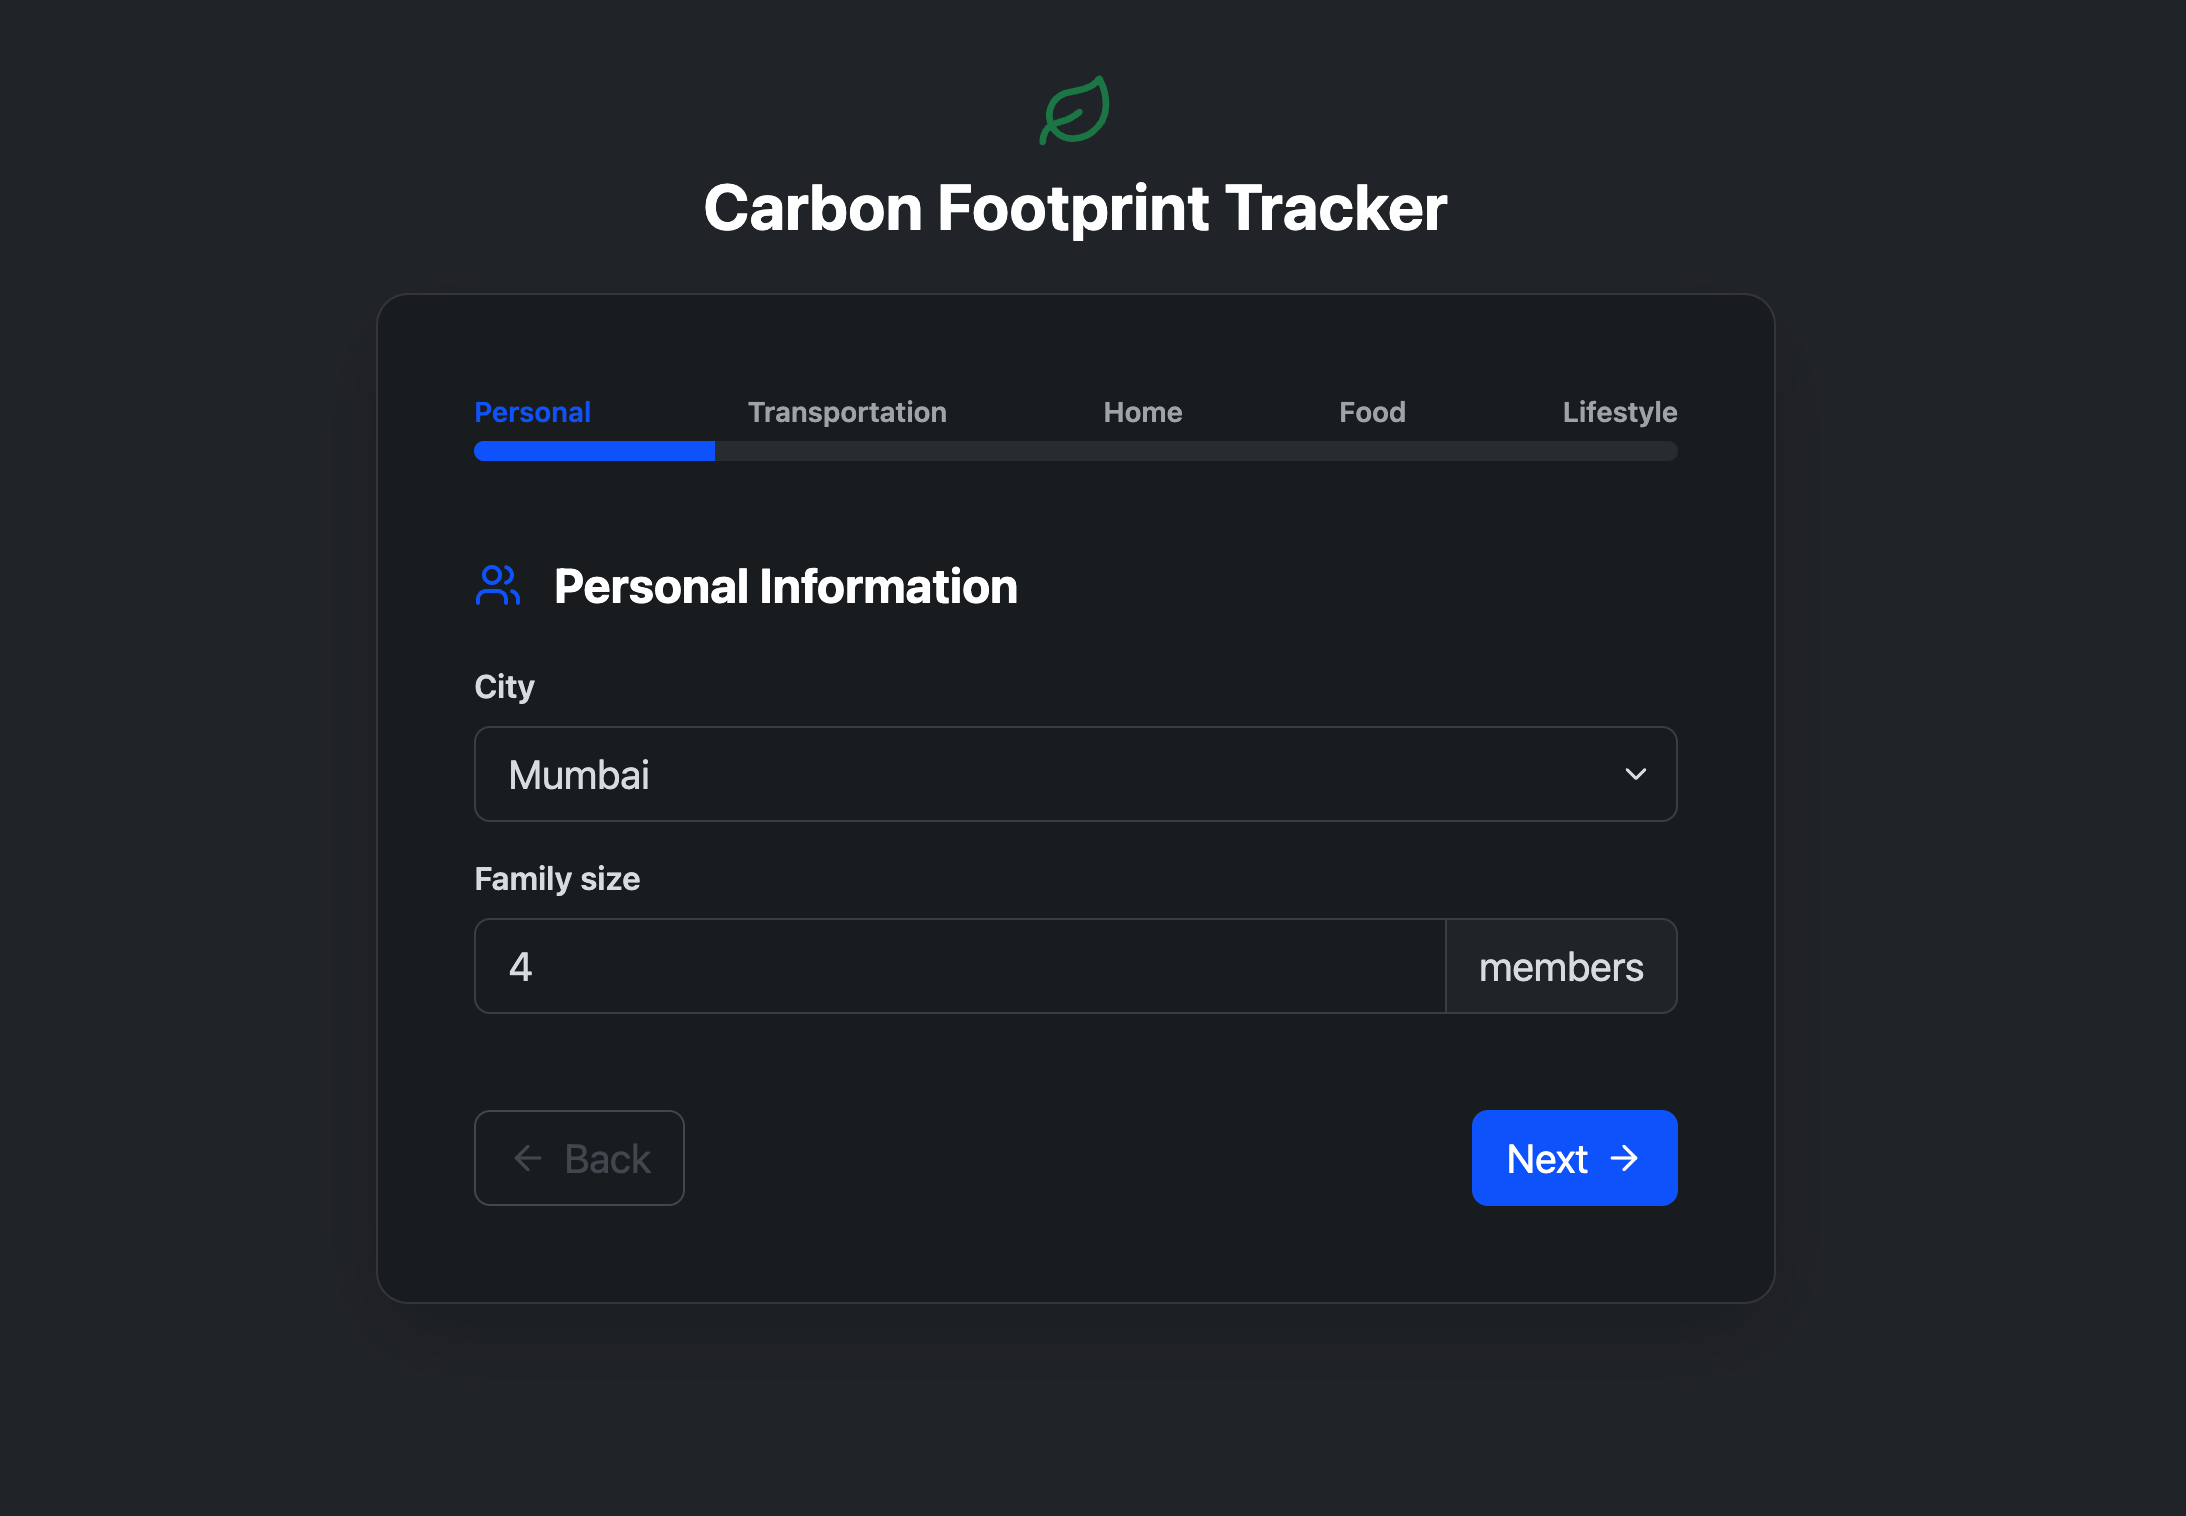 Carbon Footprint Tracker
Personal Transportation Home Food Lifestyle
Personal Information
City
Mumbai
Family size
4 members
Back Next